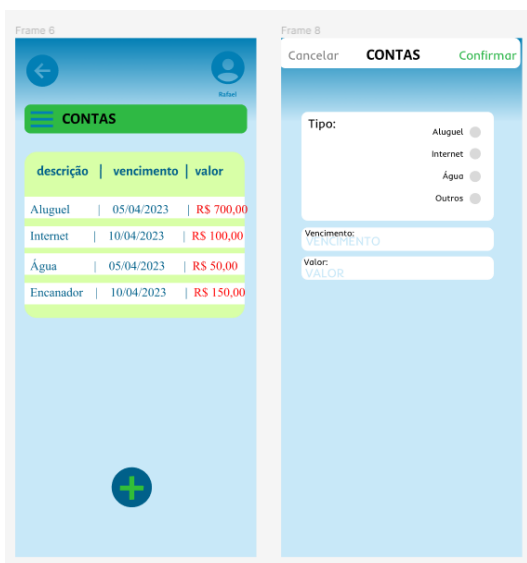 Frame 6
Rafael
CONTAS
descrição | vencimento | valor
Aluguel | 05/04/2023 | R$ 700,00
Internet | 10/04/2023 | R$ 100,00
Água | 05/04/2023 | R$ 50,00
Encanador | 10/04/2023 | R$ 150,00
Frame 8
Cancelar CONTAS Confirmar
Tipo:
Aluguel
Internet
Água
Outros
Vencimento:
VENCIMENTO
Valor:
VALOR